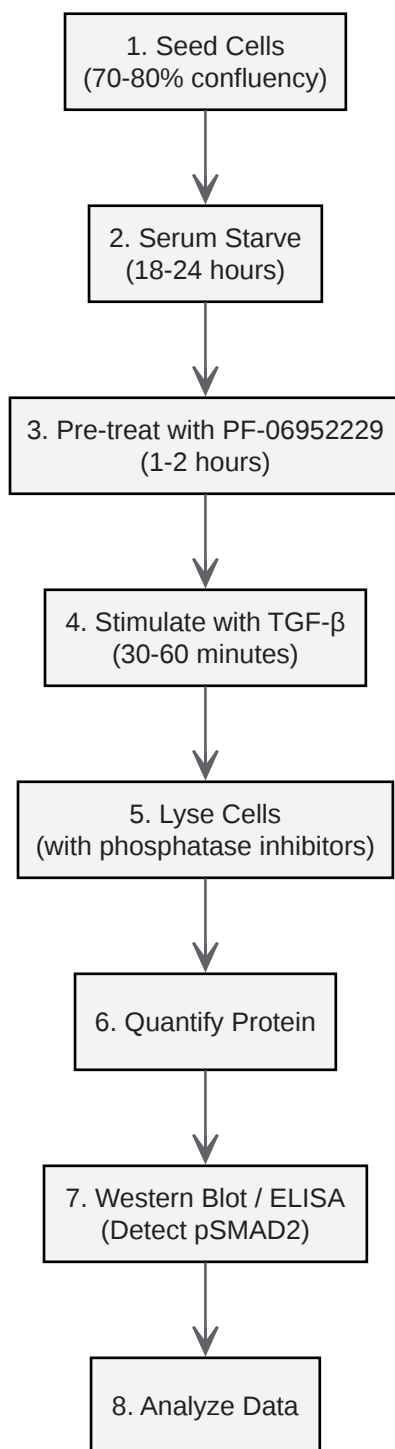 1. Seed Cells
(70-80% confluency)
2. Serum Starve
(18-24 hours)
3. Pre-treat with PF-06952229
(1-2 hours)
4. Stimulate with TGF-β
(30-60 minutes)
5. Lyse Cells
(with phosphatase inhibitors)
6. Quantify Protein
7. Western Blot / ELISA
(Detect pSMAD2)
8. Analyze Data